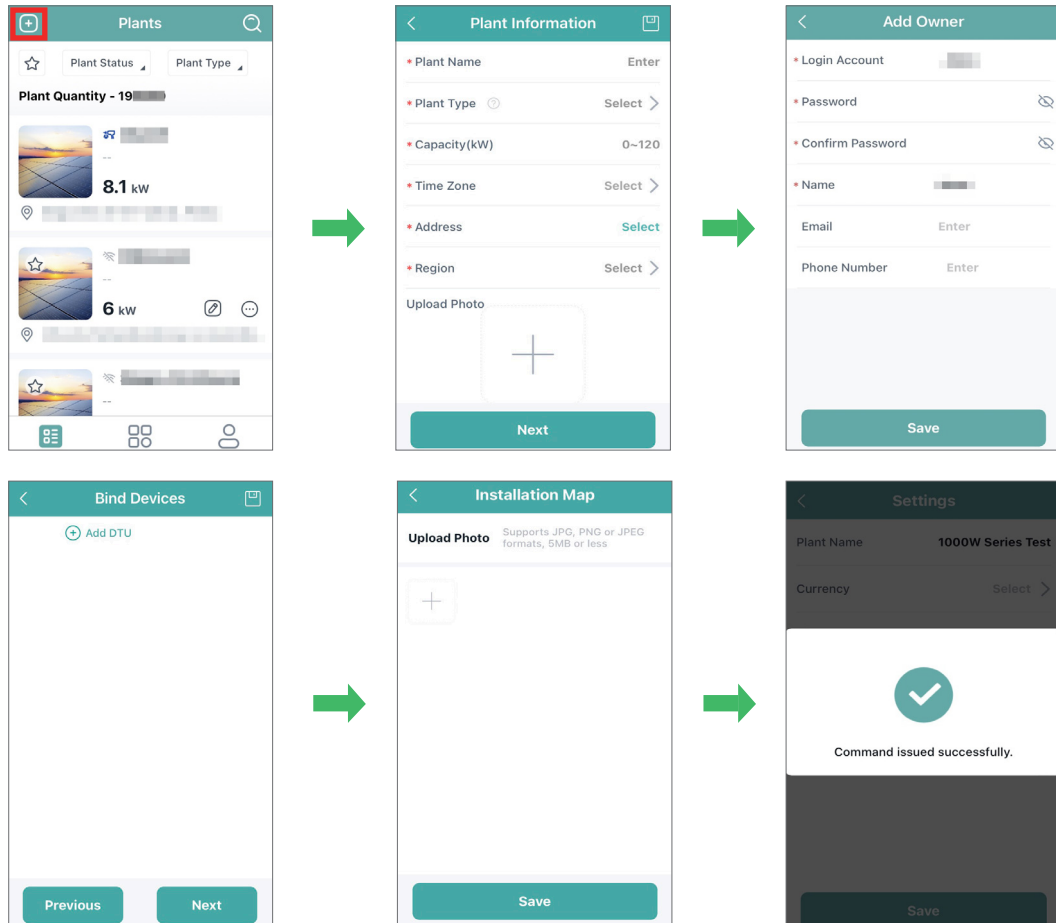 Plants
Plant Status
Plant Type
Plant Quantity - 19
--
8.1 kW
--
6 kW
--
Plant Information
* Plant Name Enter
* Plant Type ? Select
* Capacity(kW) 0~120
* Time Zone Select
* Address Select
* Region Select
Upload Photo
Next
Add Owner
* Login Account
* Password
* Confirm Password
* Name
Email Enter
Phone Number Enter
Save
Bind Devices
Add DTU
Previous
Next
Installation Map
Upload Photo Supports JPG, PNG or JPEG
formats, 5MB or less
Save
Settings
Plant Name 1000W Series Test
Currency Select
Command issued successfully.
Save